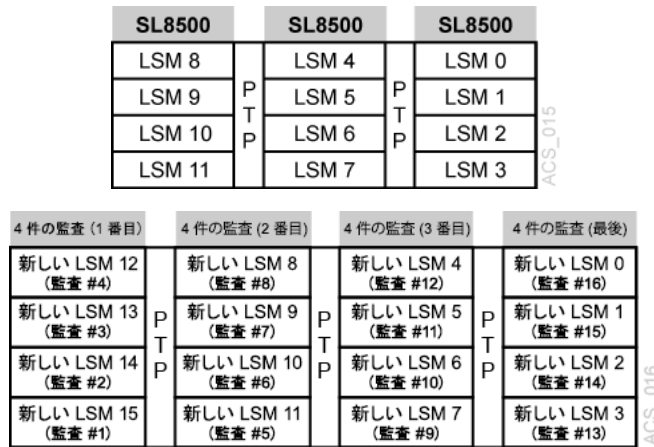 SL8500 SL8500 SL8500
LSM 8 LSM 4 LSM 0
LSM 9 LSM 5 LSM 1
LSM 10 LSM 6 LSM 2
LSM 11 LSM 7 LSM 3
PTP PTP
ACS_015
4 件の監査 (1 番目) 4 件の監査 (2 番目) 4 件の監査 (3 番目) 4 件の監査 (最後)
新しい LSM 12 新しい LSM 8 新しい LSM 4 新しい LSM 0
(監査 #4) (監査 #8) (監査 #12) (監査 #16)
新しい LSM 13 新しい LSM 9 新しい LSM 5 新しい LSM 1
(監査 #3) (監査 #7) (監査 #11) (監査 #15)
新しい LSM 14 新しい LSM 10 新しい LSM 6 新しい LSM 2
(監査 #2) (監査 #6) (監査 #10) (監査 #14)
新しい LSM 15 新しい LSM 11 新しい LSM 7 新しい LSM 3
(監査 #1) (監査 #5) (監査 #9) (監査 #13)
PTP PTP PTP
ACS_016